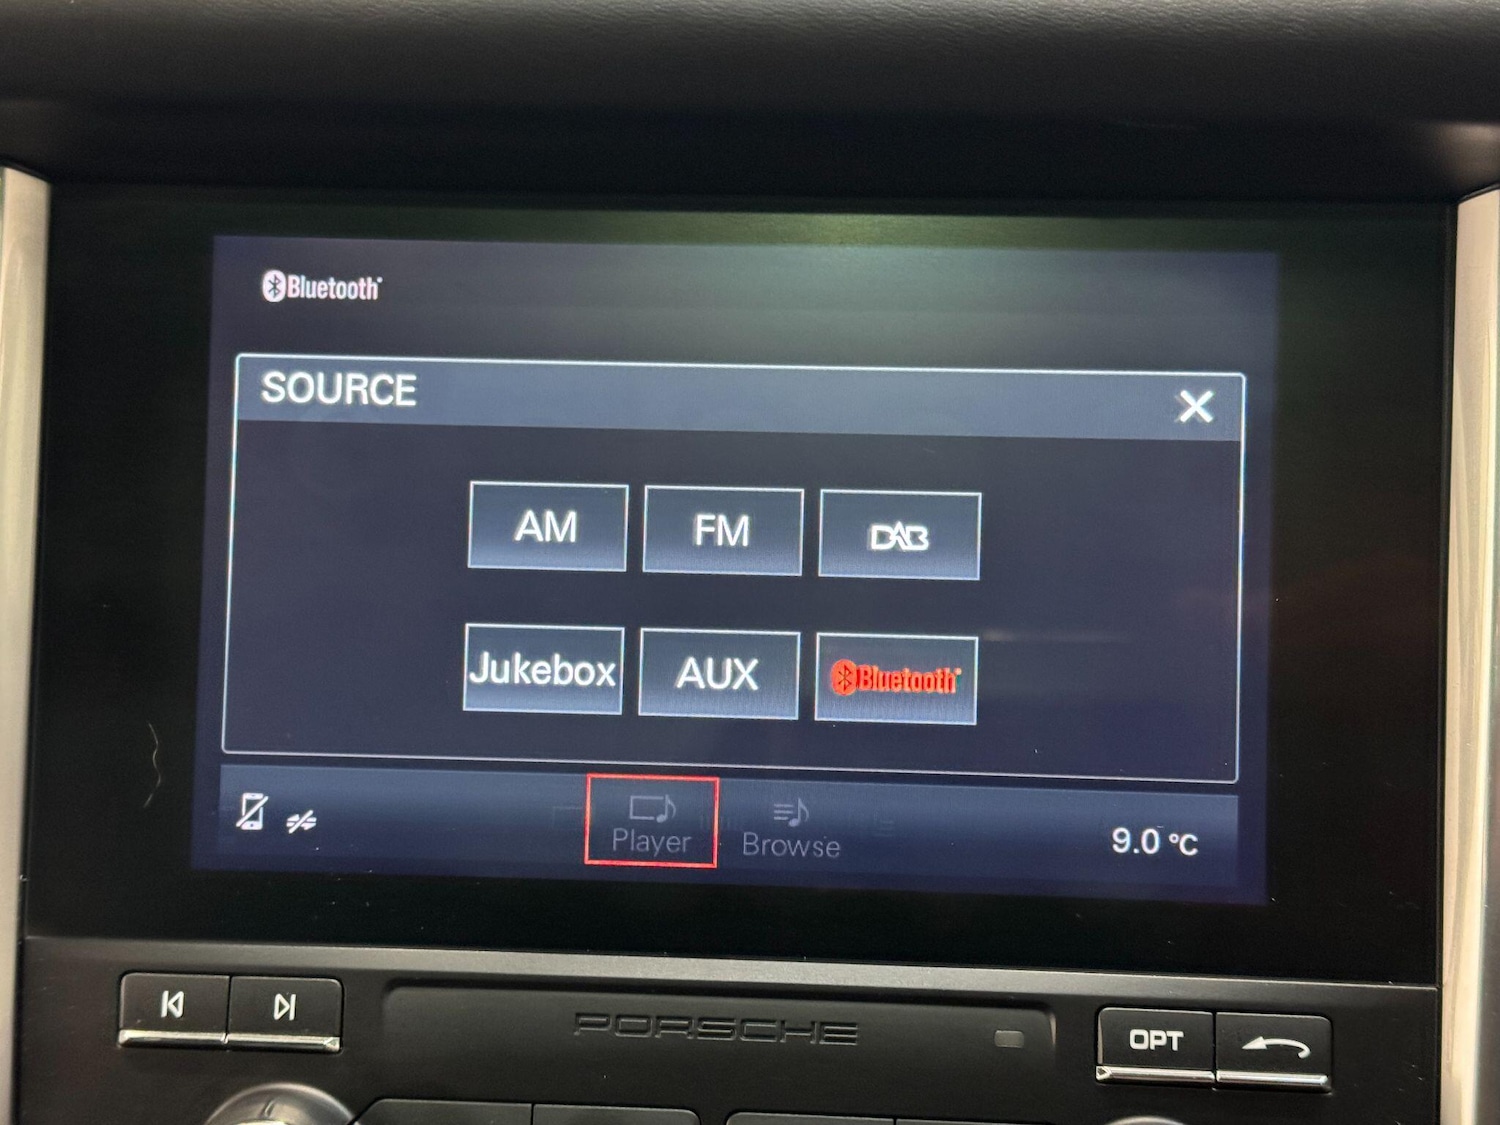 Bluetooth
SOURCE
AM FM DAB
Jukebox AUX Bluetooth
Player Browse 9.0 °C
PORSCHE
OPT